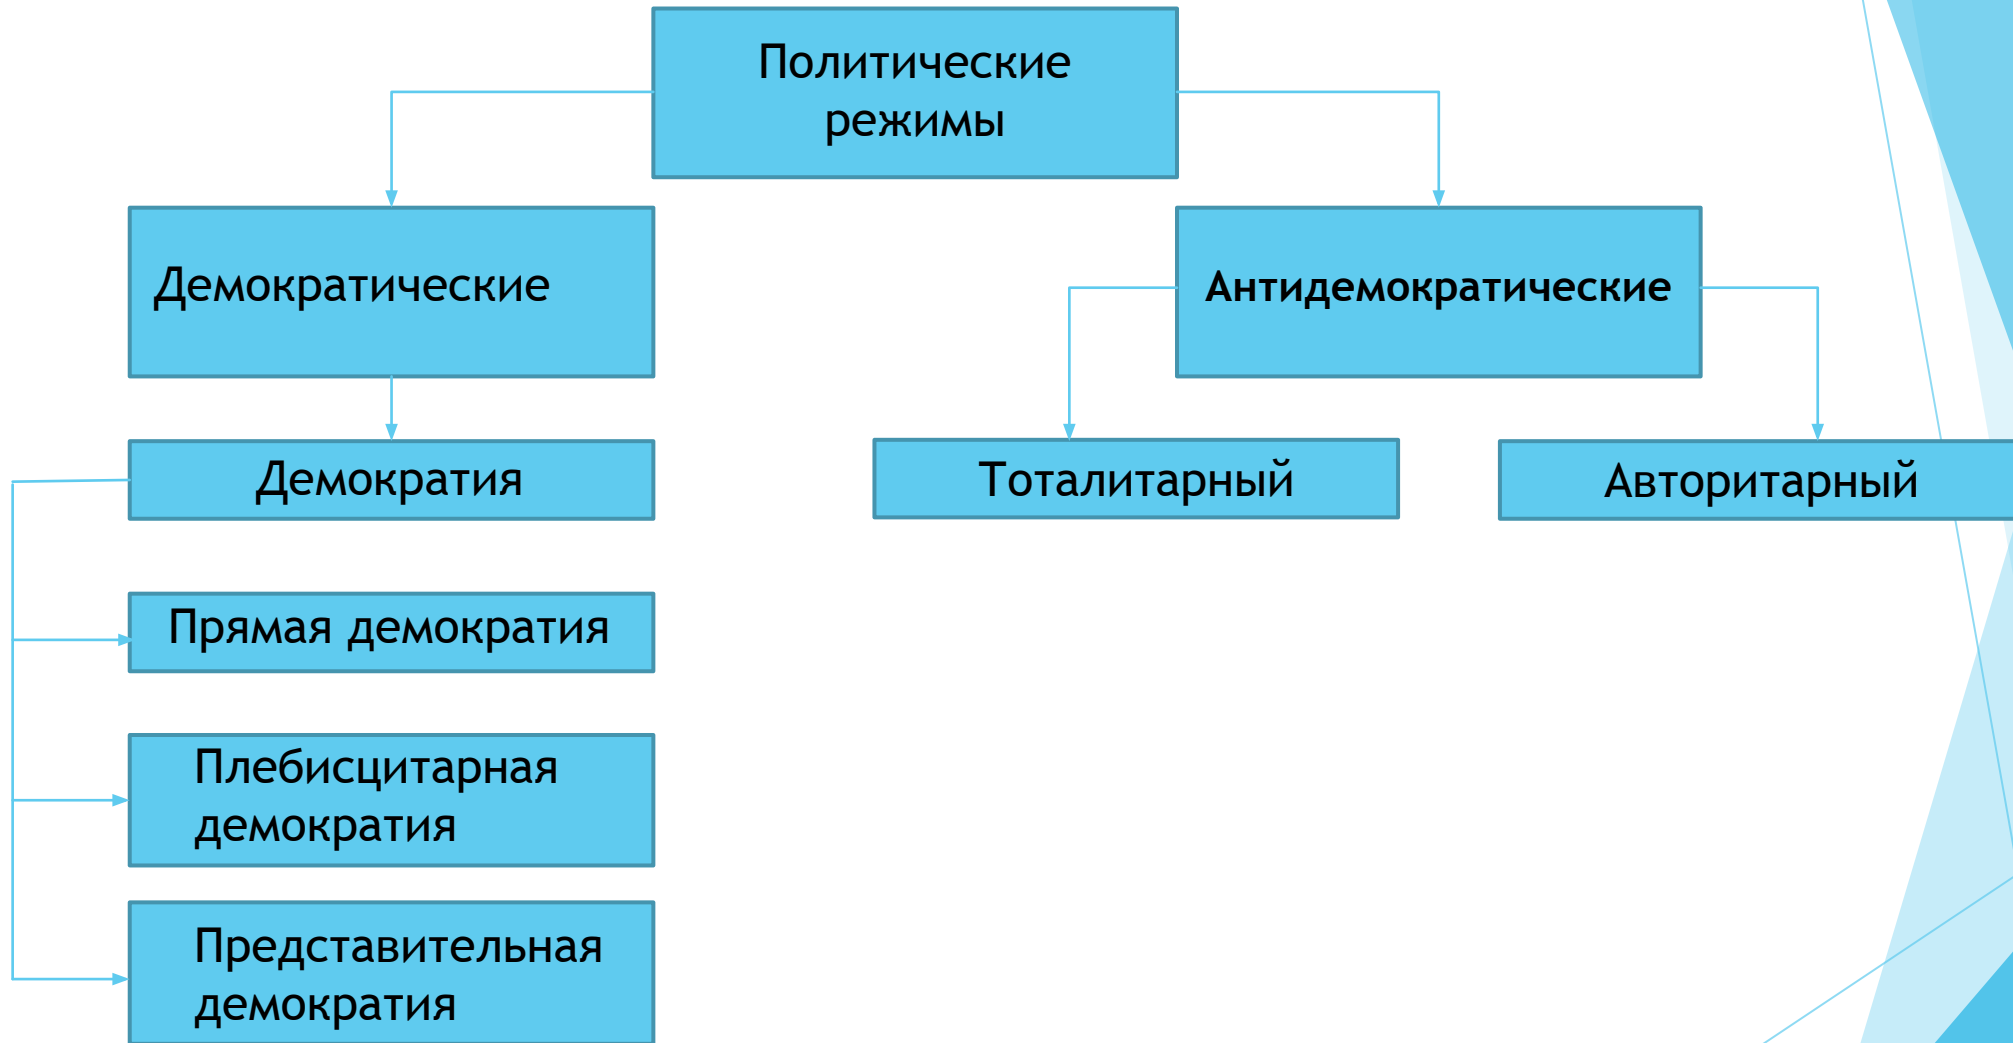 Политические
режимы
Демократические
Антидемократические
Демократия
Тоталитарный
Авторитарный
Прямая демократия
Плебисцитарная
демократия
Представительная
демократия